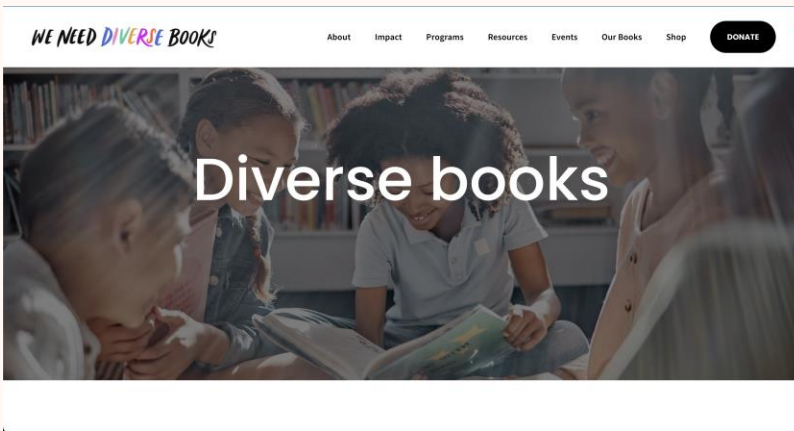 WE NEED DIVERSE BOOKS
About Impact Programs Resources Events Our Books Shop DONATE
Diverse books